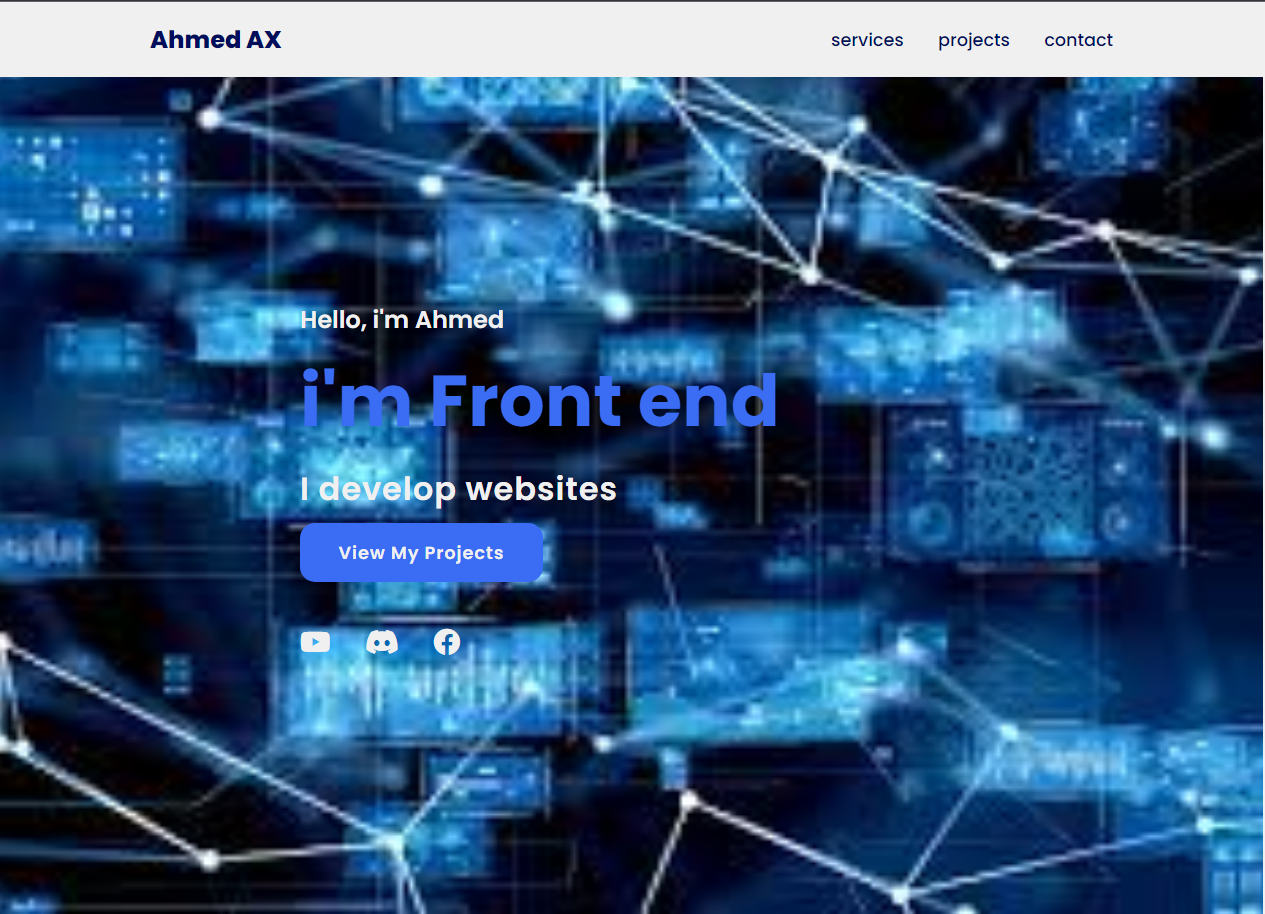 Ahmed AX
services projects contact
Hello, i'm Ahmed
i'm Front end
I develop websites
View My Projects